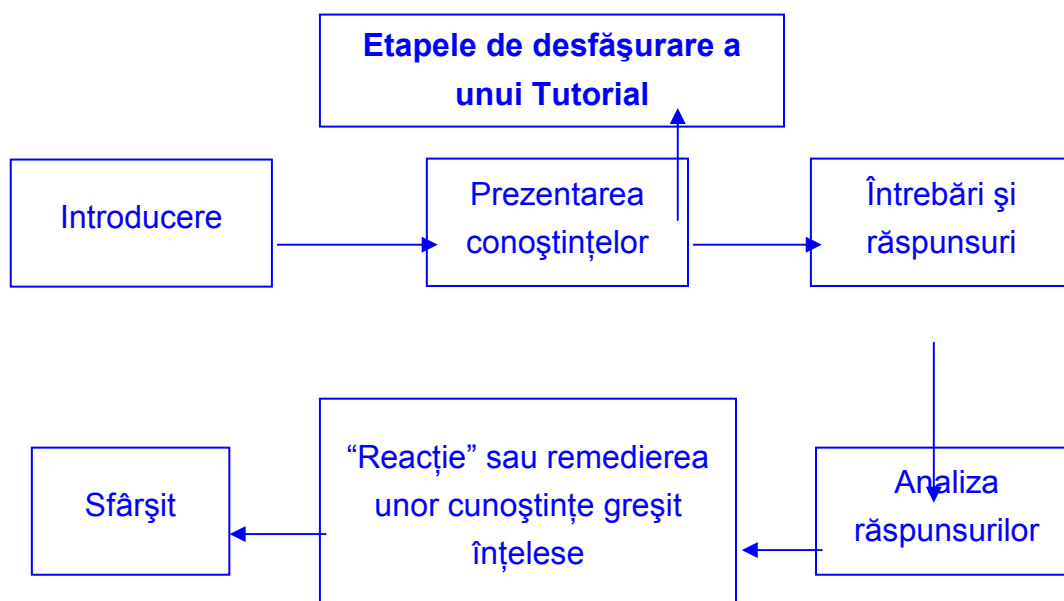 Etapele de desfăşurare a
unui Tutorial
Introducere
Prezentarea
conoştinţelor
Întrebări şi
răspunsuri
Analiza
răspunsurilor
“Reacţie” sau remedierea
unor cunoştinţe greşit
înţelese
Sfârşit